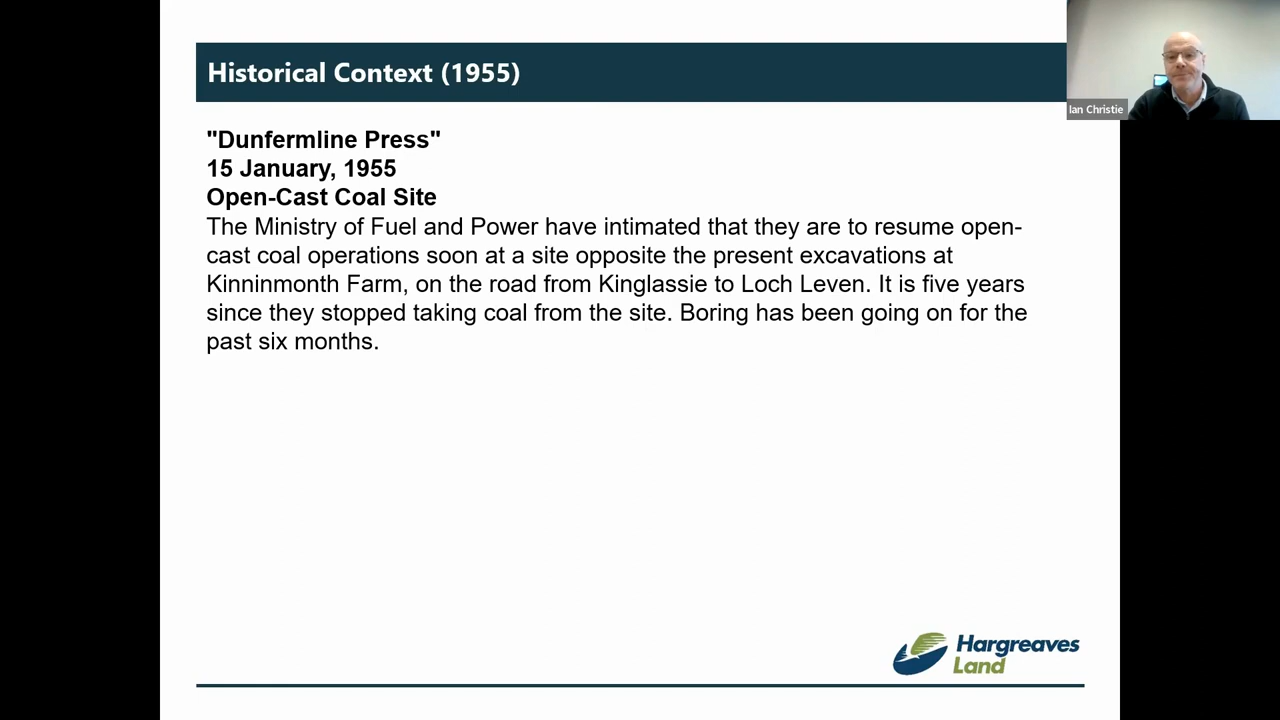 Historical Context (1955)
Ian Christie
"Dunfermline Press"
15 January, 1955
Open-Cast Coal Site
The Ministry of Fuel and Power have intimated that they are to resume open-
cast coal operations soon at a site opposite the present excavations at
Kinninmonth Farm, on the road from Kinglassie to Loch Leven. It is five years
since they stopped taking coal from the site. Boring has been going on for the
past six months.
Hargreaves
Land